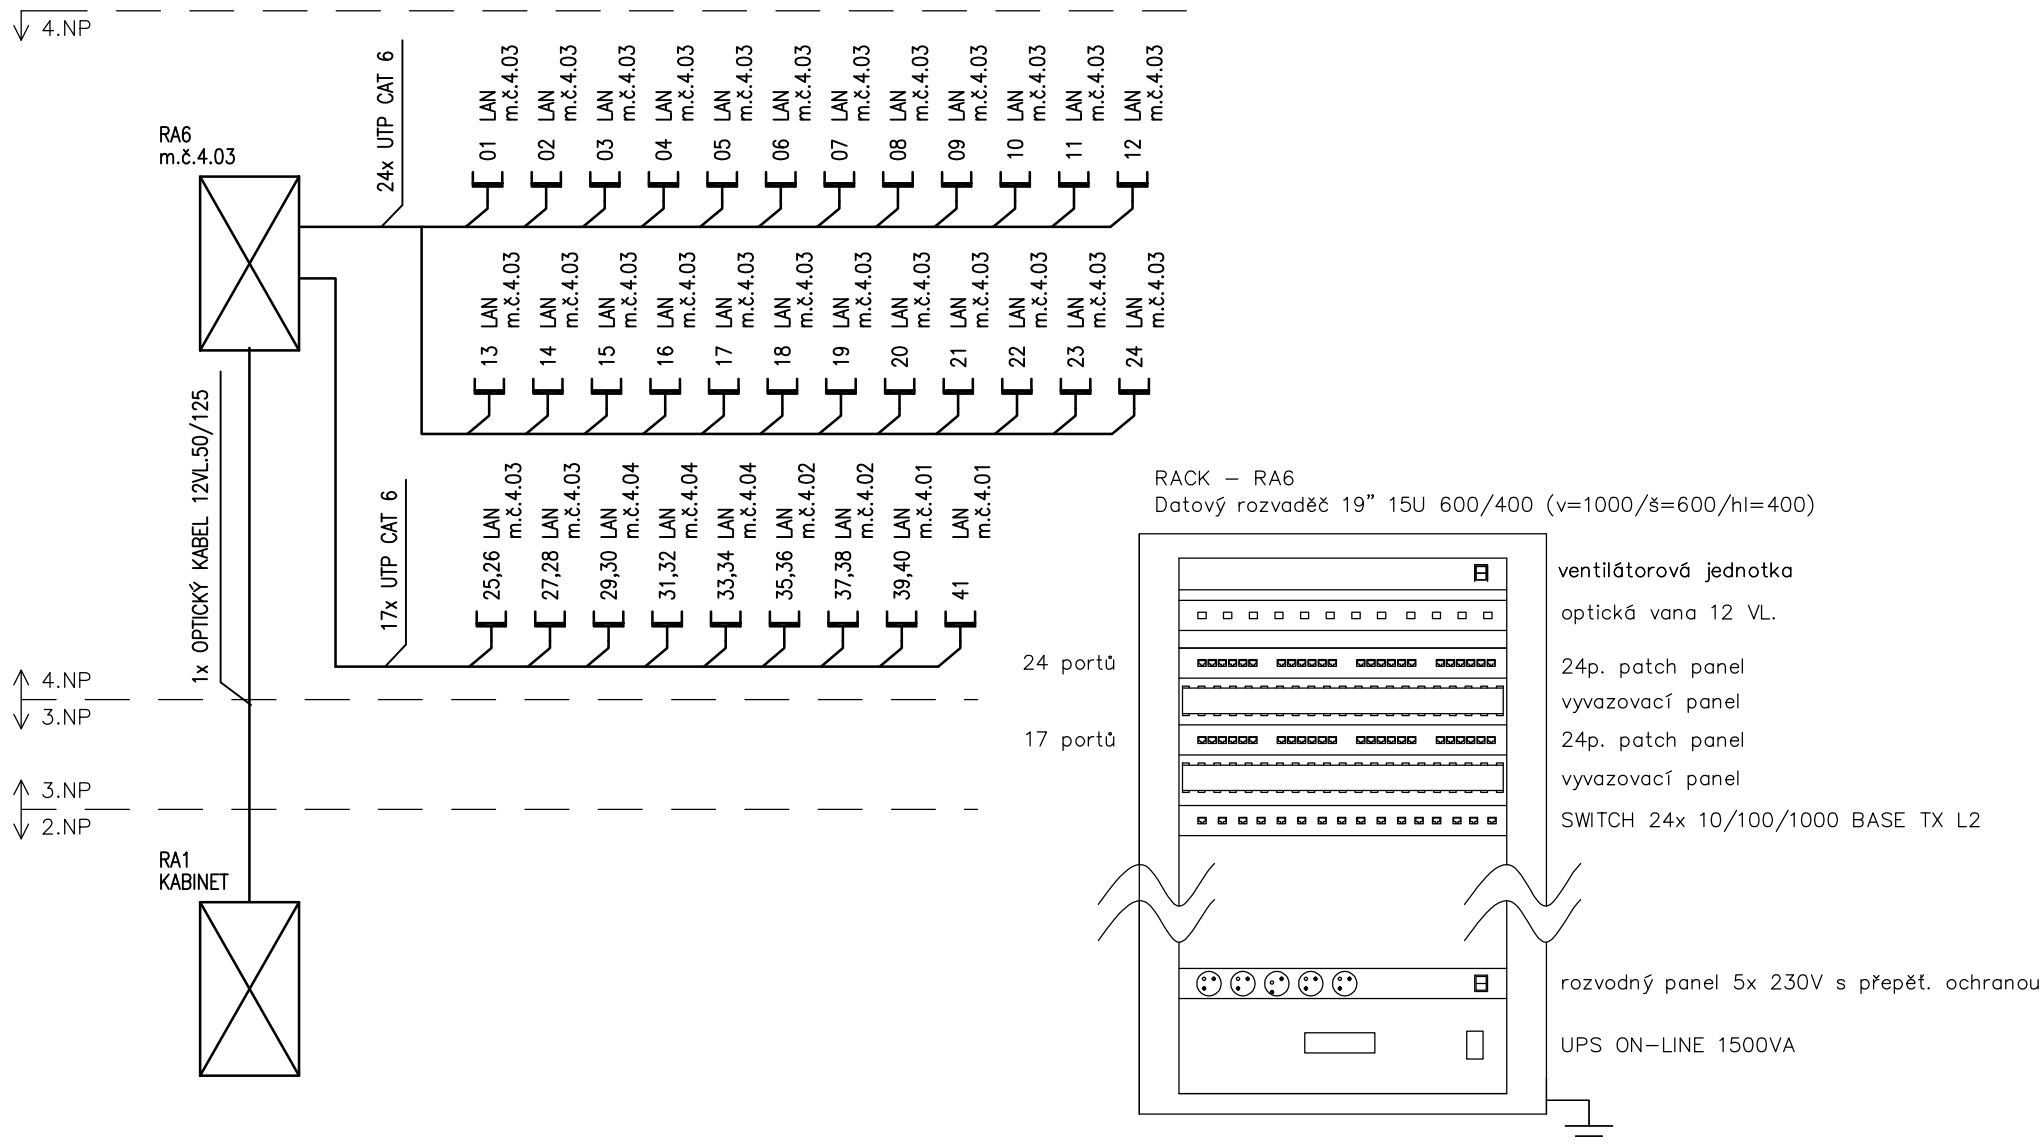 4.NP
RA6
m.č.4.03
24x UTP CAT 6
01 LAN
m.č.4.03
02 LAN
m.č.4.03
03 LAN
m.č.4.03
04 LAN
m.č.4.03
05 LAN
m.č.4.03
06 LAN
m.č.4.03
07 LAN
m.č.4.03
08 LAN
m.č.4.03
09 LAN
m.č.4.03
10 LAN
m.č.4.03
11 LAN
m.č.4.03
12 LAN
m.č.4.03
13 LAN
m.č.4.03
14 LAN
m.č.4.03
15 LAN
m.č.4.03
16 LAN
m.č.4.03
17 LAN
m.č.4.03
18 LAN
m.č.4.03
19 LAN
m.č.4.03
20 LAN
m.č.4.03
21 LAN
m.č.4.03
22 LAN
m.č.4.03
23 LAN
m.č.4.03
24 LAN
m.č.4.03
1x OPTICKÝ KABEL 12VL.50/125
17x UTP CAT 6
25,26 LAN
m.č.4.03
27,28 LAN
m.č.4.03
29,30 LAN
m.č.4.04
31,32 LAN
m.č.4.04
33,34 LAN
m.č.4.04
35,36 LAN
m.č.4.02
37,38 LAN
m.č.4.02
39,40 LAN
m.č.4.01
41 LAN
m.č.4.01
4.NP
3.NP
3.NP
2.NP
RA1
KABINET
RACK – RA6
Datový rozvaděč 19" 15U 600/400 (v=1000/š=600/hl=400)
ventilátorová jednotka
optická vana 12 VL.
24 portů
24p. patch panel
vyvazovací panel
17 portů
24p. patch panel
vyvazovací panel
SWITCH 24x 10/100/1000 BASE TX L2
rozvodný panel 5x 230V s přepěť. ochranou
UPS ON–LINE 1500VA